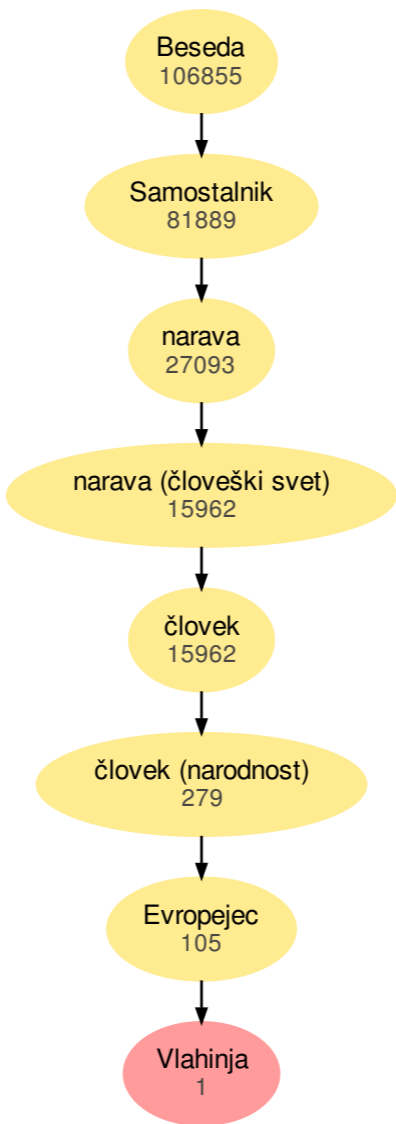 Beseda
106855
Samostalnik
81889
narava
27093
narava (človeški svet)
15962
človek
15962
človek (narodnost)
279
Evropejec
105
Vlahinja
1